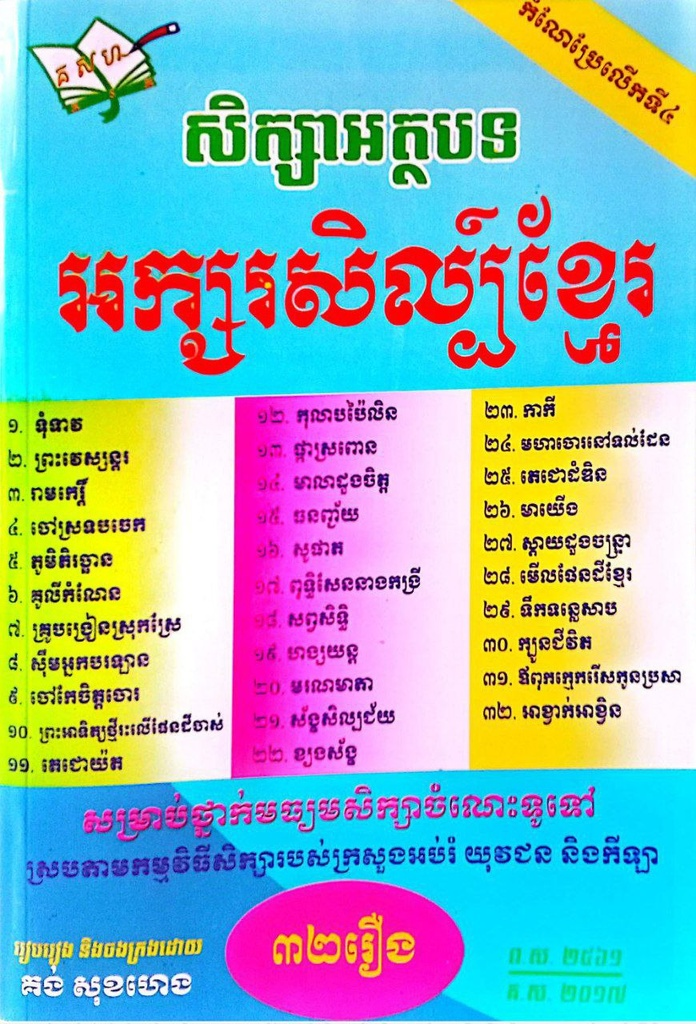 កំណែប្រែលើកទី៤
គ ស ហ
សិក្សាអត្ថបទ
អក្សរសិល្ប៍ខ្មែរ
១. ទុំទាវ
២. ព្រះវេស្សន្តរ
៣. រាមកេរ្តិ៍
៤. ចៅស្រទបចេក
៥. ភូមិតិរច្ឆាន
៦. គូលីកំណែន
៧. គ្រូបង្រៀនស្រុកស្រែ
៨. ស៊ឹមអ្នកបរឡាន
៩. ចៅកែចិត្តចោរ
១០. ព្រះអាទិត្យថ្មីរះលើផែនដីចាស់
១១. តេជោយ៉ត
១២. កុលាបប៉ៃលិន
១៣. ផ្កាស្រពោន
១៤. មាលាដួងចិត្ត
១៥. ធនញ្ជ័យ
១៦. សូផាត
១៧. ពុទ្ធិសែននាងកង្រី
១៨. សព្វសិទ្ធិ
១៩. ហង្សយន្ត
២០. មរណមាតា
២១. ស័ង្ខសិល្បជ័យ
២២. ខ្យងស័ង្ខ
២៣. កាកី
២៤. មហាចោរនៅទល់ដែន
២៥. តេជោដំឌិន
២៦. មាយើង
២៧. ស្ដាយដួងចន្ទ្រា
២៨. មើលផែនដីខ្មែរ
២៩. ទឹកទន្លេសាប
៣០. ក្បួនជីវិត
៣១. ឪពុកក្មេករើសកូនប្រសា
៣២. អាខ្វាក់អាខ្វិន
សម្រាប់ថ្នាក់មធ្យមសិក្សាចំណេះទូទៅ
ស្របតាមកម្មវិធីសិក្សារបស់ក្រសួងអប់រំ យុវជន និងកីឡា
រៀបរៀង និងចងក្រងដោយ
គង់ សុខហេង
៣២រឿង
ព.ស. ២៥៦១
គ.ស. ២០១៧